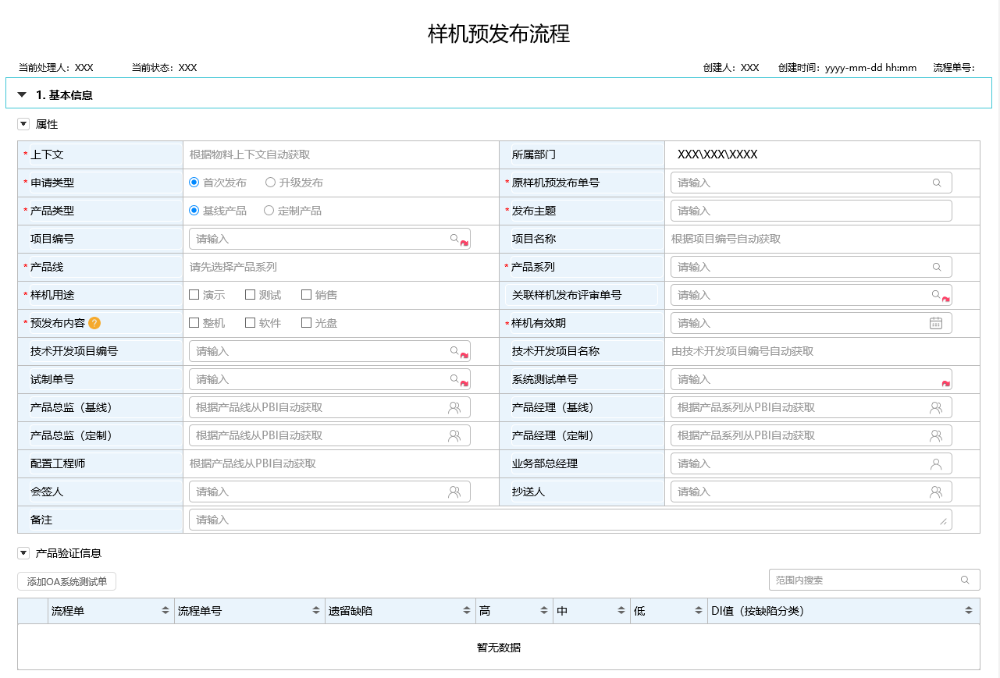 样机预发布流程
当前处理人：XXX 当前状态：XXX 创建人：XXX 创建时间：yyyy-mm-dd hh:mm 流程单号：
1. 基本信息
属性
* 上下文 根据物料上下文自动获取 所属部门 XXX\XXX\XXXX
* 申请类型 首次发布 升级发布 * 原样机预发布单号 请输入
* 产品类型 基线产品 定制产品 * 发布主题 请输入
项目编号 请输入 项目名称 根据项目编号自动获取
* 产品线 请先选择产品系列 * 产品系列 请输入
* 样机用途 演示 测试 销售 关联样机发布评审单号 请输入
* 预发布内容 ? 整机 软件 光盘 * 样机有效期 请输入
技术开发项目编号 请输入 技术开发项目名称 由技术开发项目编号自动获取
试制单号 请输入 系统测试单号 请输入
产品总监（基线） 根据产品线从PBI自动获取 产品经理（基线） 根据产品系列从PBI自动获取
产品总监（定制） 根据产品线从PBI自动获取 产品经理（定制） 根据产品系列从PBI自动获取
配置工程师 根据产品线从PBI自动获取 业务部总经理 请输入
会签人 请输入 抄送人 请输入
备注 请输入
产品验证信息
添加OA系统测试单 范围内搜索
流程单 流程单号 遗留缺陷 高 中 低 DI值（按缺陷分类）
暂无数据